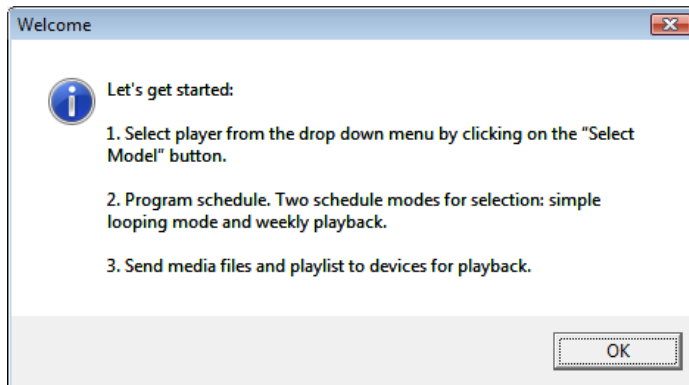 Welcome
Let's get started:
1. Select player from the drop down menu by clicking on the “Select
Model” button.
2. Program schedule. Two schedule modes for selection: simple
looping mode and weekly playback.
3. Send media files and playlist to devices for playback.
OK